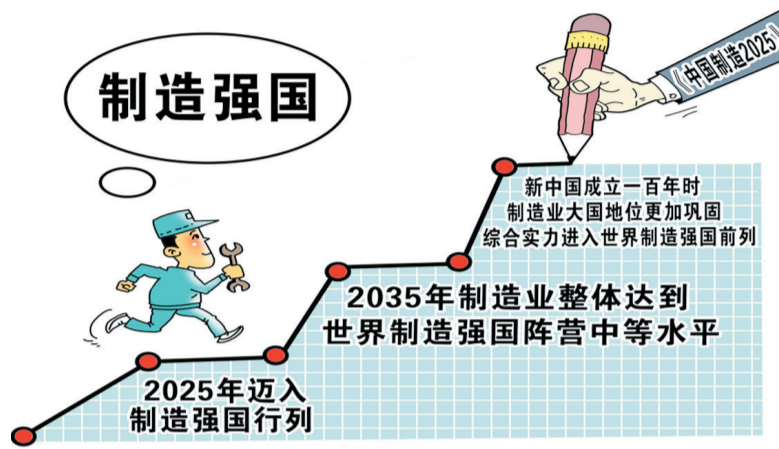 制造强国
《中国制造2025》
新中国成立一百年时
制造业大国地位更加巩固
综合实力进入世界制造强国前列
2035年制造业整体达到
世界制造强国阵营中等水平
2025年迈入
制造强国行列